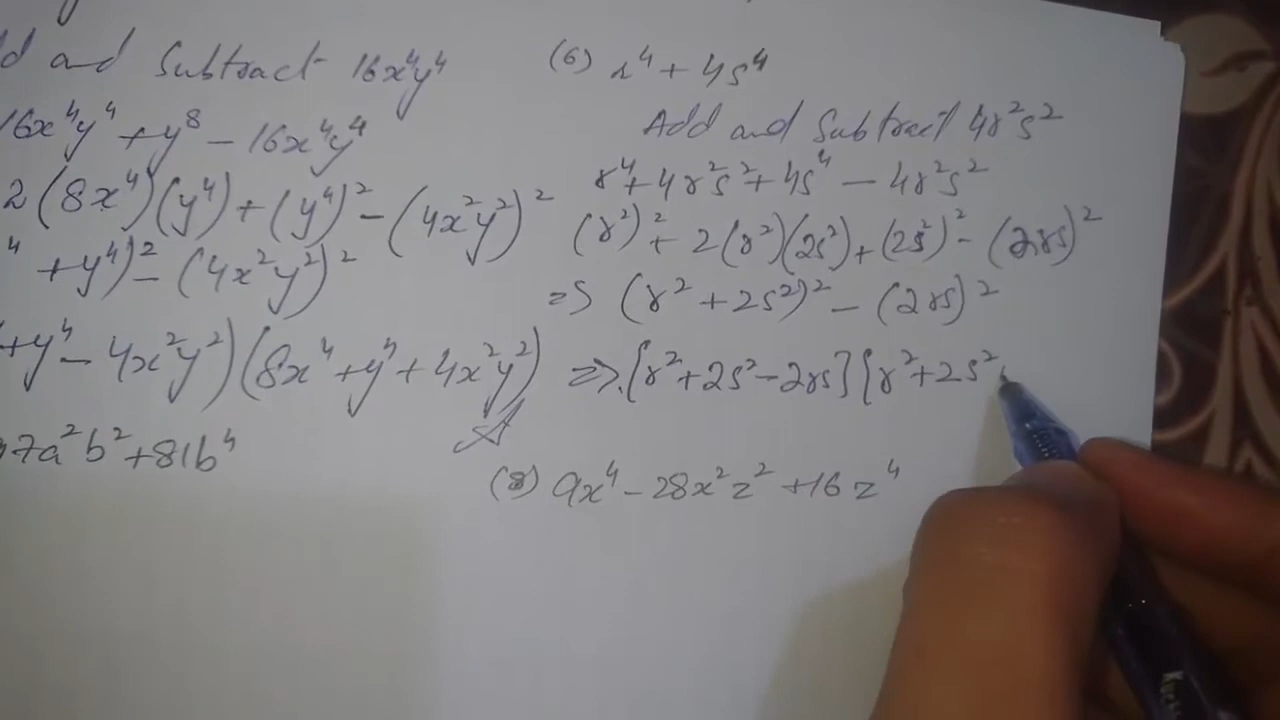 dd and Subtract 16x⁴y⁴
16x⁴y⁴ + y⁸ - 16x⁴y⁴
2(8x⁴)(y⁴) + (y⁴)² - (4x²y²)²
⁴ + y⁴)² - (4x²y²)²
+y⁴ - 4x²y²)(8x⁴ + y⁴ + 4x²y²)
7a²b² + 81b⁴
(6) r⁴ + 4s⁴
Add and Subtract 4r²s²
r⁴ + 4r²s² + 4s⁴ - 4r²s²
(r²)² + 2(r²)(2s²) + (2s²)² - (2rs)²
=> (r² + 2s²)² - (2rs)²
=> [r² + 2s² - 2rs][r² + 2s²
(8) 9x⁴ - 28x²z² + 16z⁴